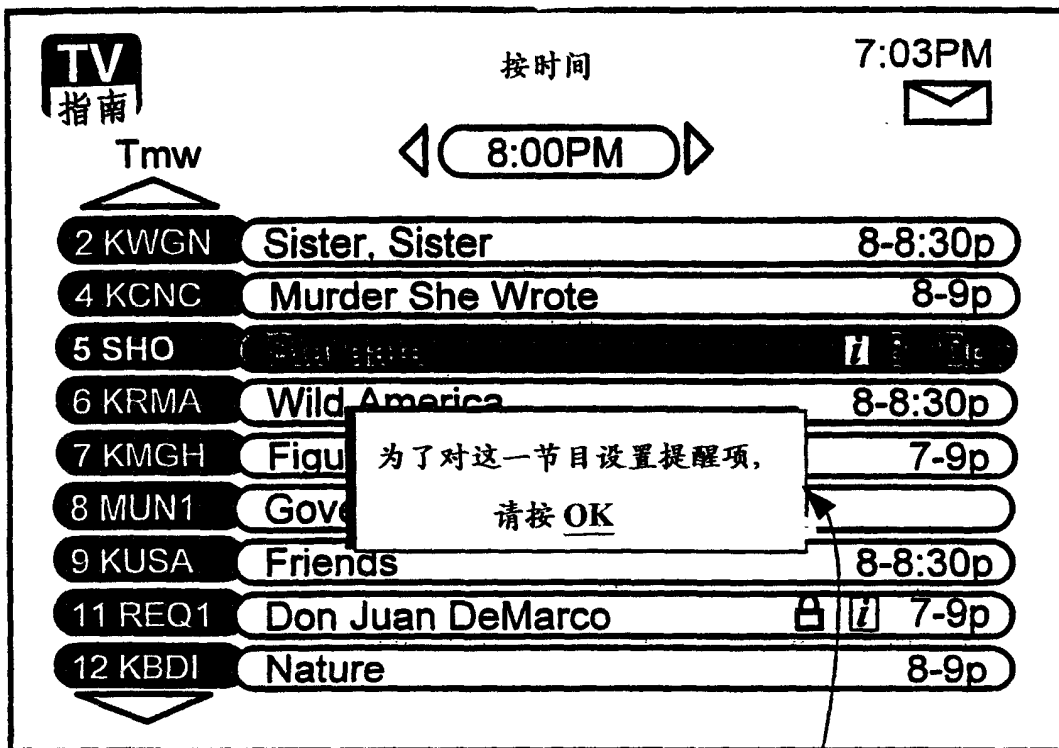 TV
指南
按时间
7:03PM
Tmw
8:00PM
2 KWGN Sister, Sister 8-8:30p
4 KCNC Murder She Wrote 8-9p
5 SHO i
6 KRMA Wild America 8-8:30p
7 KMGH Figu 7-9p
8 MUN1 Gove
为了对这一节目设置提醒项,
请按 OK
9 KUSA Friends 8-8:30p
11 REQ1 Don Juan DeMarco i 7-9p
12 KBDI Nature 8-9p